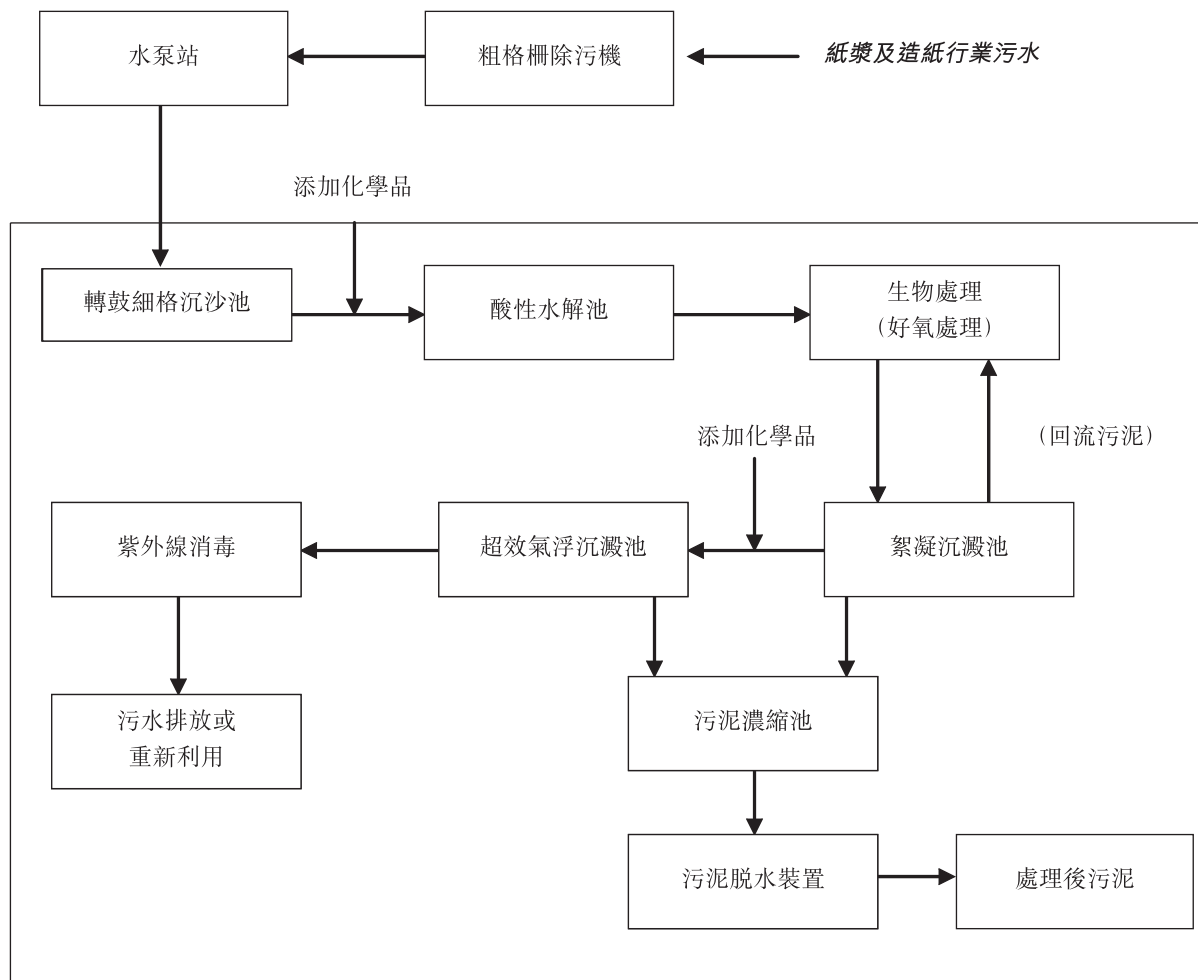 水泵站
粗格柵除污機
紙漿及造紙行業污水
添加化學品
轉鼓細格沉沙池
酸性水解池
生物處理
(好氧處理)
添加化學品
(回流污泥)
紫外線消毒
超效氣浮沉澱池
絮凝沉澱池
污水排放或
重新利用
污泥濃縮池
污泥脱水裝置
處理後污泥